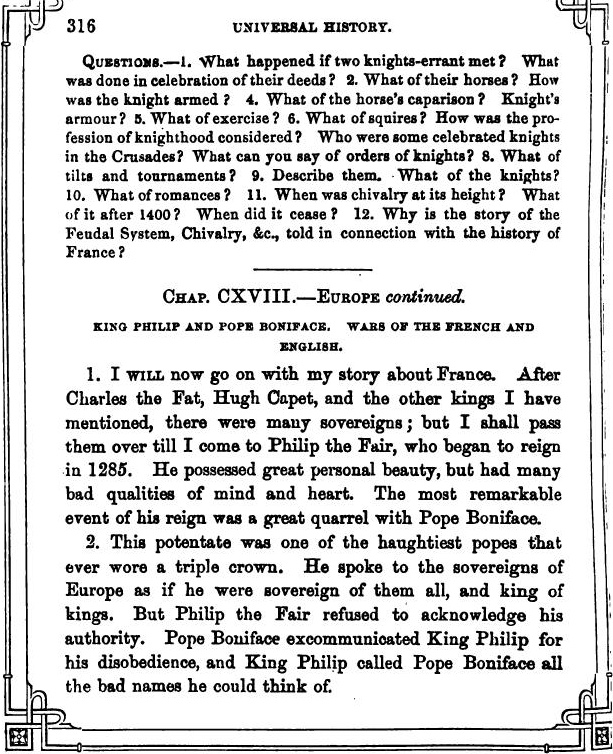 316 UNIVERSAL HISTORY.
QUESTIONS.—1. What happened if two knights-errant met? What
was done in celebration of their deeds? 2. What of their horses? How
was the knight armed? 4. What of the horse's caparison? Knight's
armour? 5. What of exercise? 6. What of squires? How was the pro-
fession of knighthood considered? Who were some celebrated knights
in the Crusades? What can you say of orders of knights? 8. What of
tilts and tournaments? 9. Describe them. What of the knights?
10. What of romances? 11. When was chivalry at its height? What
of it after 1400? When did it cease? 12. Why is the story of the
Feudal System, Chivalry, &c., told in connection with the history of
France?
CHAP. CXVIII.—EUROPE continued.
KING PHILIP AND POPE BONIFACE. WARS OF THE FRENCH AND
ENGLISH.
1. I WILL now go on with my story about France. After
Charles the Fat, Hugh Capet, and the other kings I have
mentioned, there were many sovereigns; but I shall pass
them over till I come to Philip the Fair, who began to reign
in 1285. He possessed great personal beauty, but had many
bad qualities of mind and heart. The most remarkable
event of his reign was a great quarrel with Pope Boniface.
2. This potentate was one of the haughtiest popes that
ever wore a triple crown. He spoke to the sovereigns of
Europe as if he were sovereign of them all, and king of
kings. But Philip the Fair refused to acknowledge his
authority. Pope Boniface excommunicated King Philip for
his disobedience, and King Philip called Pope Boniface all
the bad names he could think of.